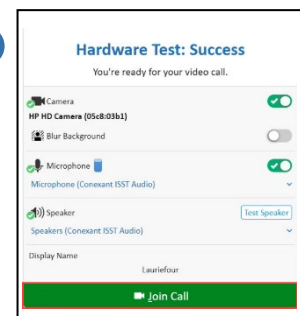 Hardware Test: Success
You're ready for your video call.
Camera
HP HD Camera (05c8:03b1)
Blur Background
Microphone
Microphone (Conexant ISST Audio)
Speaker
Test Speaker
Speakers (Conexant ISST Audio)
Display Name
Lauriefour
Join Call